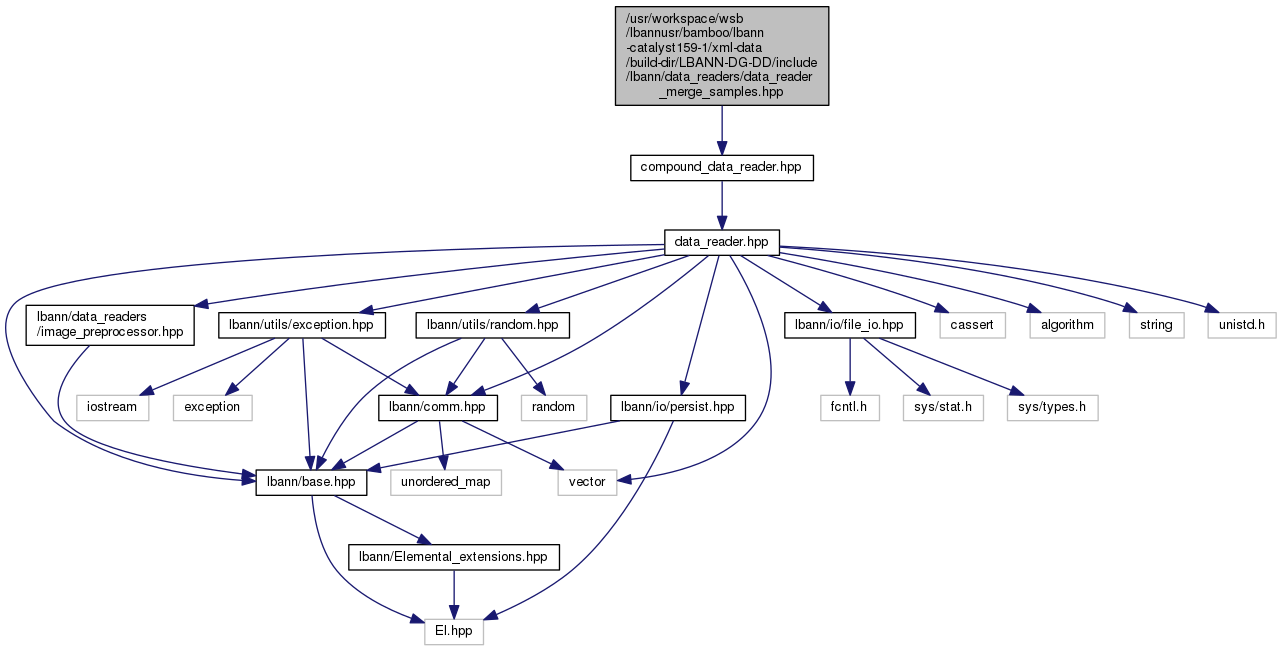 /usr/workspace/wsb
/lbannusr/bamboo/lbann
-catalyst159-1/xml-data
/build-dir/LBANN-DG-DD/include
/lbann/data_readers/data_reader
_merge_samples.hpp
compound_data_reader.hpp
data_reader.hpp
lbann/data_readers
/image_preprocessor.hpp
lbann/utils/exception.hpp
lbann/utils/random.hpp
lbann/io/file_io.hpp
cassert
algorithm
string
unistd.h
iostream
exception
lbann/comm.hpp
random
lbann/io/persist.hpp
fcntl.h
sys/stat.h
sys/types.h
lbann/base.hpp
unordered_map
vector
lbann/Elemental_extensions.hpp
El.hpp